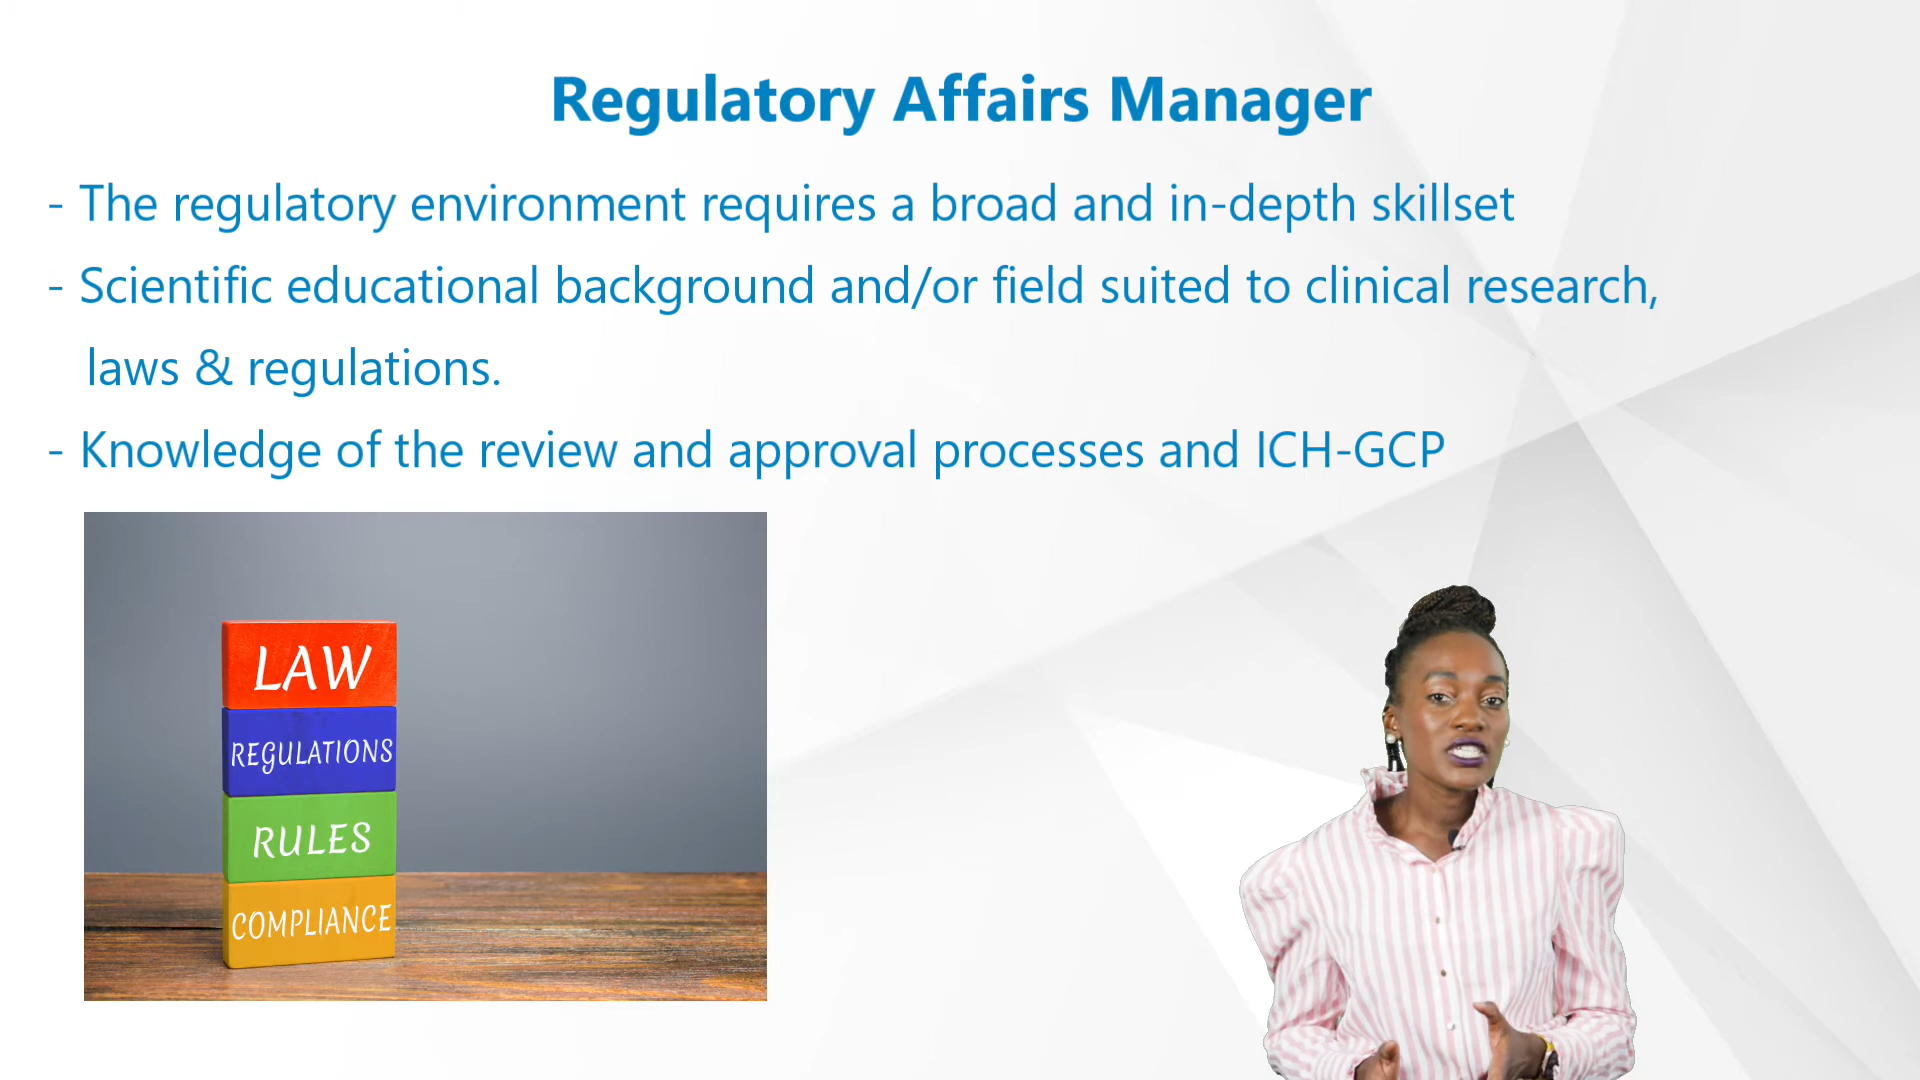 Regulatory Affairs Manager
- The regulatory environment requires a broad and in-depth skillset
- Scientific educational background and/or field suited to clinical research,
laws & regulations.
- Knowledge of the review and approval processes and ICH-GCP
LAW
REGULATIONS
RULES
COMPLIANCE